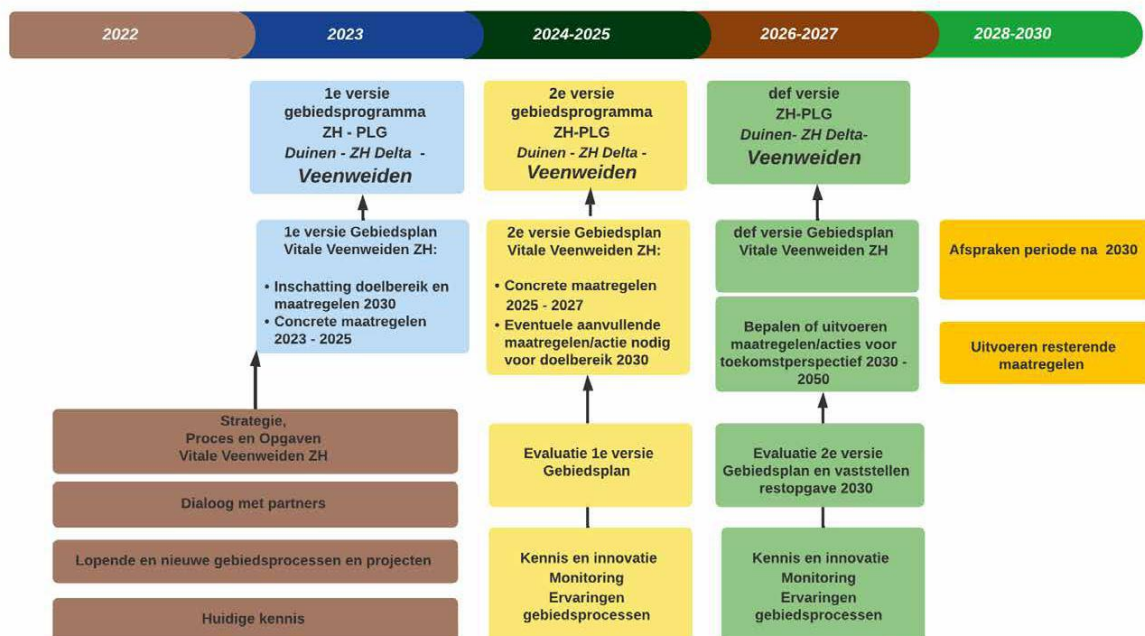 2022
2023
2024-2025
2026-2027
2028-2030
1e versie
gebiedsprogramma
ZH - PLG
Duinen - ZH Delta -
Veenweiden
2e versie
gebiedsprogramma
ZH-PLG
Duinen - ZH Delta -
Veenweiden
def versie
ZH-PLG
Duinen- ZH Delta-
Veenweiden
1e versie Gebiedsplan
Vitale Veenweiden ZH:
• Inschatting doelbereik en
maatregelen 2030
• Concrete maatregelen
2023 - 2025
2e versie Gebiedsplan
Vitale Veenweiden ZH:
• Concrete maatregelen
2025 - 2027
• Eventuele aanvullende
maatregelen/actie nodig
voor doelbereik 2030
def versie Gebiedsplan
Vitale Veenweiden ZH
Bepalen of uitvoeren
maatregelen/acties voor
toekomstperspectief 2030 -
2050
Afspraken periode na 2030
Uitvoeren resterende
maatregelen
Strategie,
Proces en Opgaven
Vitale Veenweiden ZH
Dialoog met partners
Lopende en nieuwe gebiedsprocessen en projecten
Huidige kennis
Evaluatie 1e versie
Gebiedsplan
Kennis en innovatie
Monitoring
Ervaringen
gebiedsprocessen
Evaluatie 2e versie
Gebiedsplan en vaststellen
restopgave 2030
Kennis en innovatie
Monitoring
Ervaringen
gebiedsprocessen